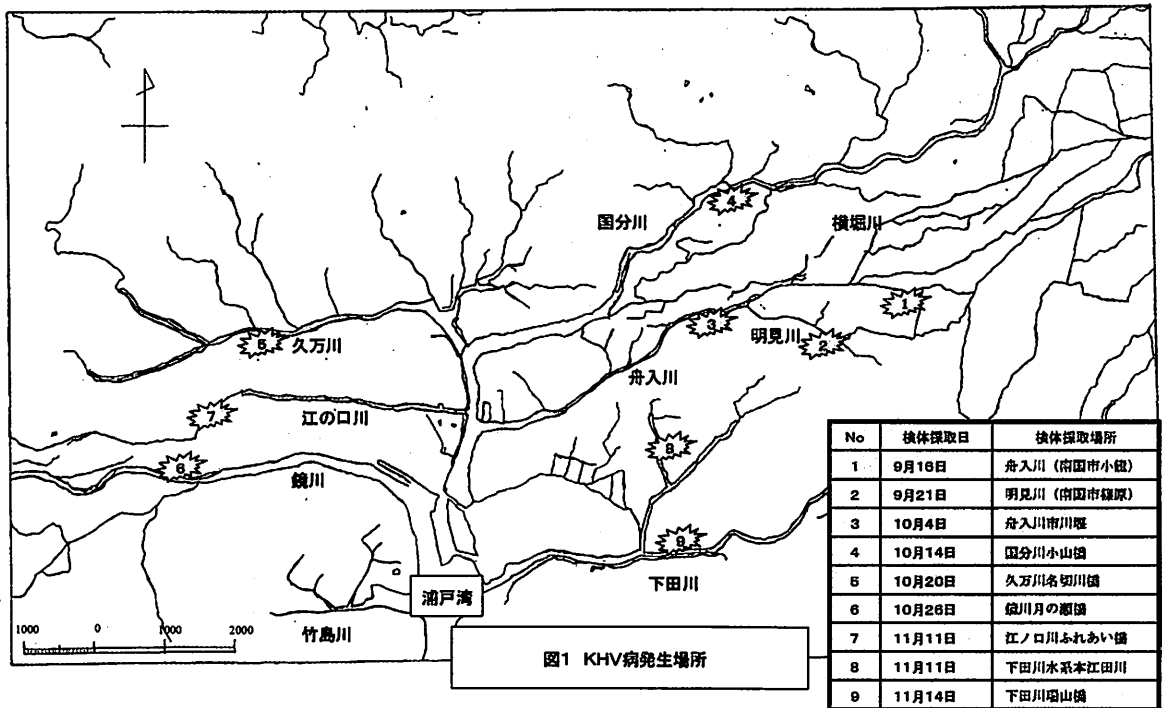 4
国分川
横堀川
1
3
明見川
2
5
久万川
舟入川
7
江の口川
8
6
鏡川
9
下田川
浦戸湾
竹島川
1000 0 1000 2000
図1 KHV病発生場所
No 検体採取日 検体採取場所
1 9月16日 舟入川(南国市小籠)
2 9月21日 明見川(南国市篠原)
3 10月4日 舟入川市川堰
4 10月14日 国分川小山橋
5 10月20日 久万川名切川橋
6 10月26日 鏡川月の瀬橋
7 11月11日 江ノ口川ふれあい橋
8 11月11日 下田川水系本江田川
9 11月14日 下田川瑞山橋